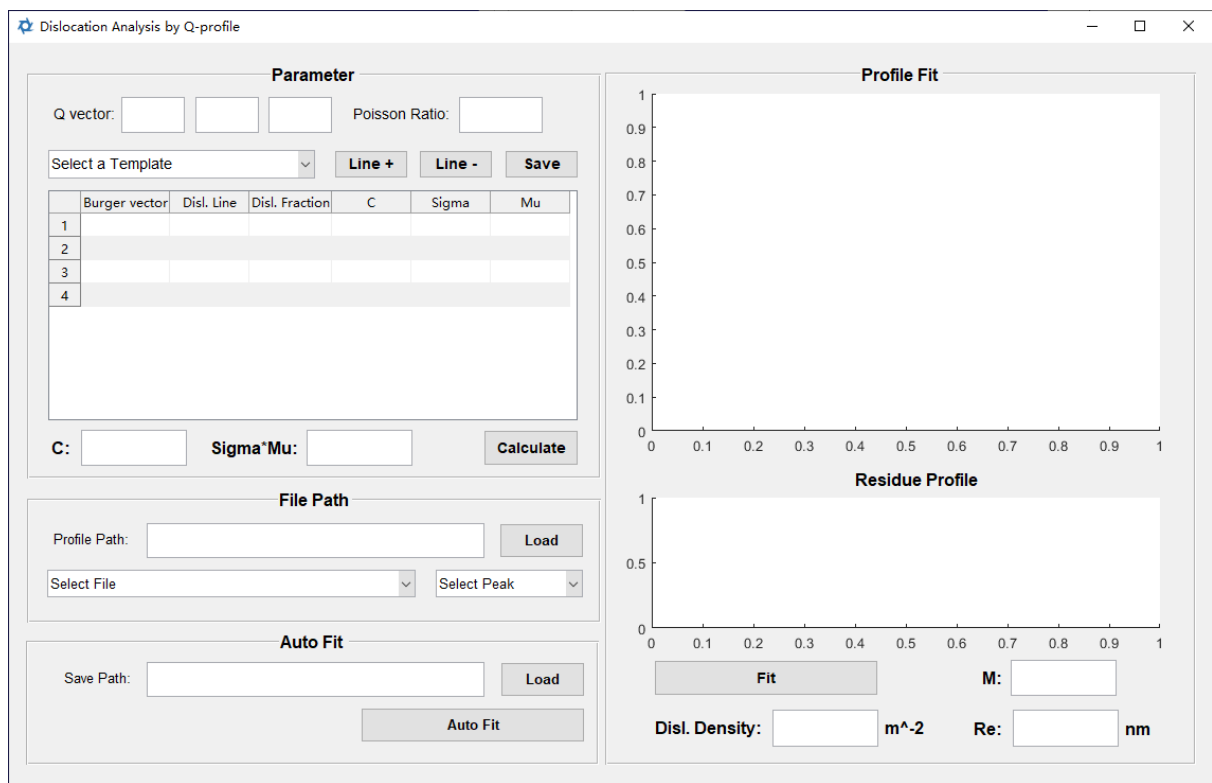 Dislocation Analysis by Q-profile
Parameter
Q vector: Poisson Ratio:
Select a Template Line + Line - Save
Burger vector Disl. Line Disl. Fraction C Sigma Mu
1
2
3
4
C: Sigma*Mu: Calculate
File Path
Profile Path: Load
Select File Select Peak
Auto Fit
Save Path: Load
Auto Fit
Profile Fit
1
0.9
0.8
0.7
0.6
0.5
0.4
0.3
0.2
0.1
0
0 0.1 0.2 0.3 0.4 0.5 0.6 0.7 0.8 0.9 1
Residue Profile
1
0.5
0
0 0.1 0.2 0.3 0.4 0.5 0.6 0.7 0.8 0.9 1
Fit M:
Disl. Density: m^-2 Re: nm